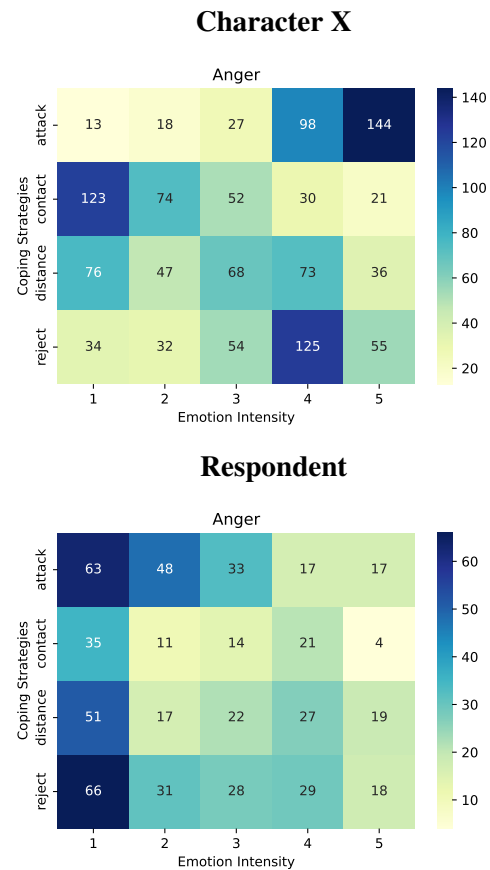 Character X
Anger
attack 13 18 27 98 144
contact 123 74 52 30 21
distance 76 47 68 73 36
reject 34 32 54 125 55
1 2 3 4 5
Emotion Intensity
Coping Strategies
140
120
100
80
60
40
20
Respondent
Anger
attack 63 48 33 17 17
contact 35 11 14 21 4
distance 51 17 22 27 19
reject 66 31 28 29 18
1 2 3 4 5
Emotion Intensity
Coping Strategies
60
50
40
30
20
10